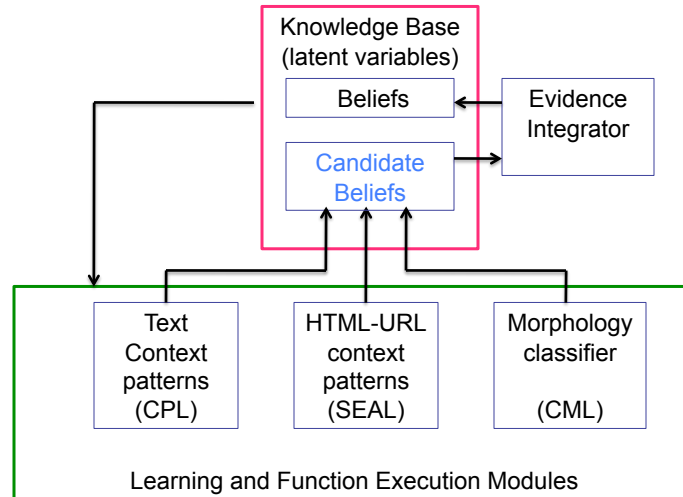 Knowledge Base
(latent variables)
Beliefs
Evidence
Integrator
Candidate
Beliefs
Text
Context
patterns
(CPL)
HTML-URL
context
patterns
(SEAL)
Morphology
classifier
(CML)
Learning and Function Execution Modules